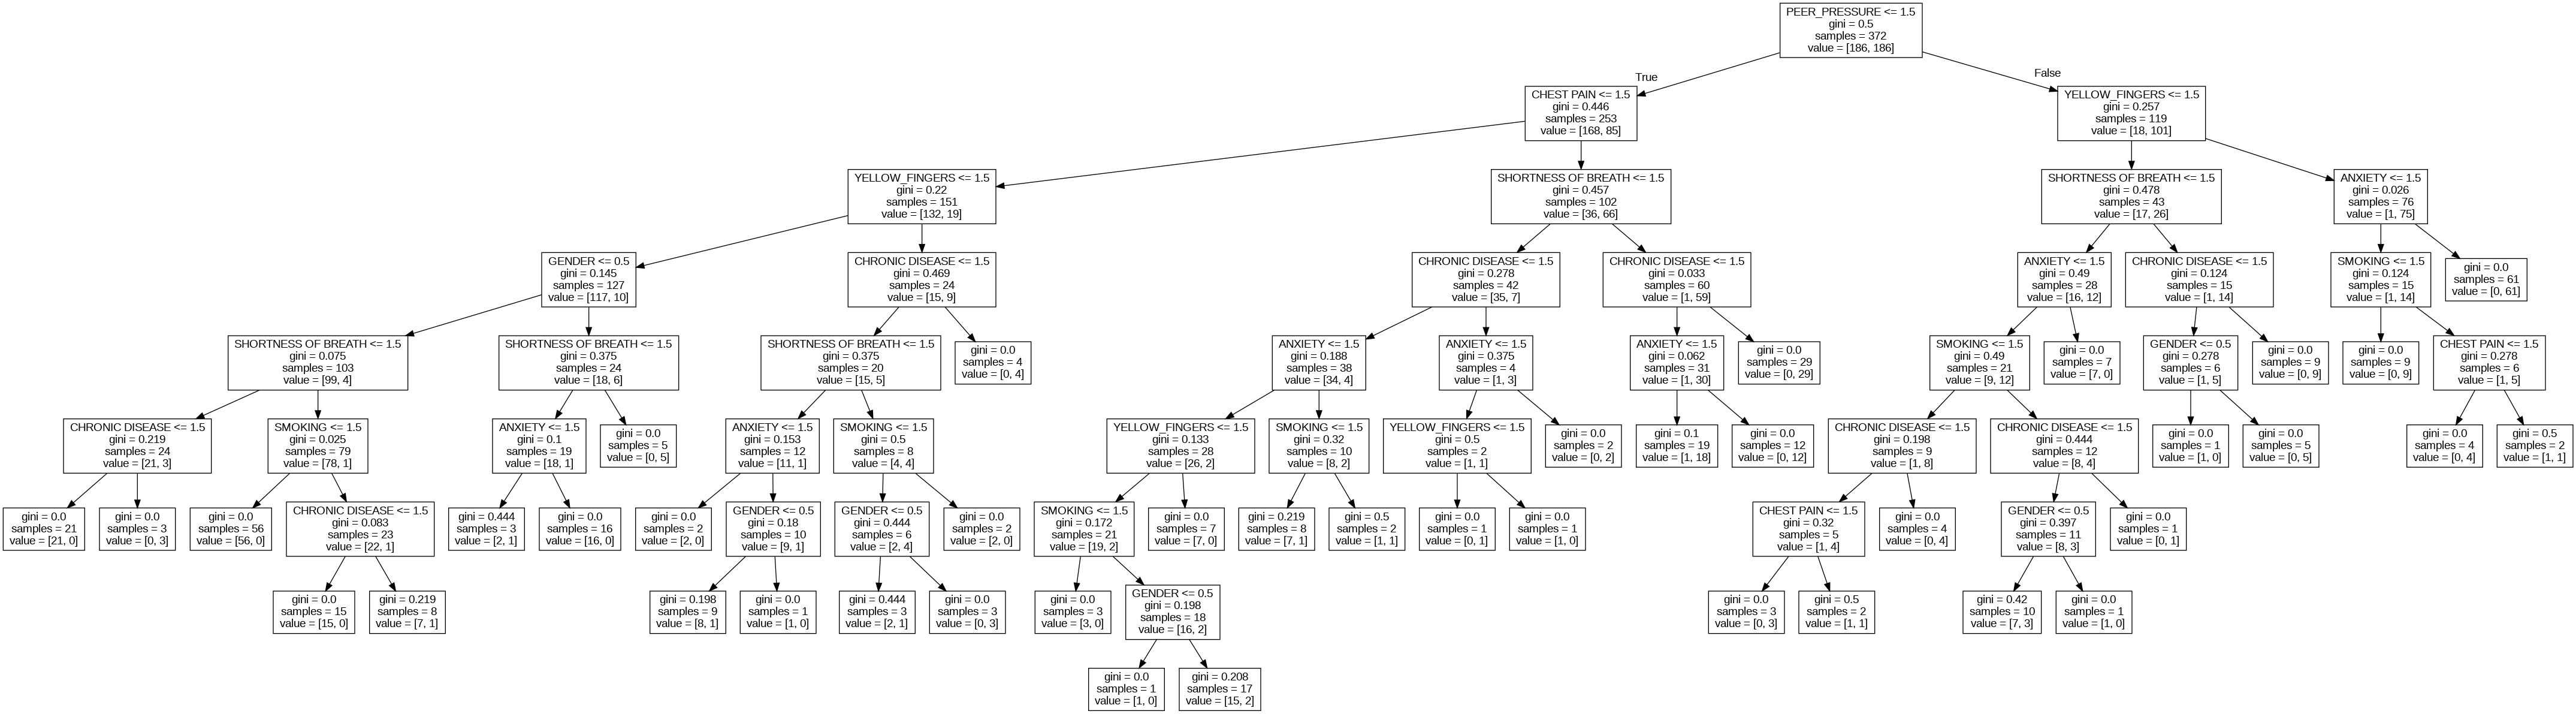 PEER_PRESSURE <= 1.5
gini = 0.5
samples = 372
value = [186, 186]
True
False
CHEST PAIN <= 1.5
gini = 0.446
samples = 253
value = [168, 85]
YELLOW_FINGERS <= 1.5
gini = 0.257
samples = 119
value = [18, 101]
YELLOW_FINGERS <= 1.5
gini = 0.22
samples = 151
value = [132, 19]
SHORTNESS OF BREATH <= 1.5
gini = 0.457
samples = 102
value = [36, 66]
SHORTNESS OF BREATH <= 1.5
gini = 0.478
samples = 43
value = [17, 26]
ANXIETY <= 1.5
gini = 0.026
samples = 76
value = [1, 75]
GENDER <= 0.5
gini = 0.145
samples = 127
value = [117, 10]
CHRONIC DISEASE <= 1.5
gini = 0.469
samples = 24
value = [15, 9]
CHRONIC DISEASE <= 1.5
gini = 0.278
samples = 42
value = [35, 7]
CHRONIC DISEASE <= 1.5
gini = 0.033
samples = 60
value = [1, 59]
ANXIETY <= 1.5
gini = 0.49
samples = 28
value = [16, 12]
CHRONIC DISEASE <= 1.5
gini = 0.124
samples = 15
value = [1, 14]
SMOKING <= 1.5
gini = 0.124
samples = 15
value = [1, 14]
gini = 0.0
samples = 61
value = [0, 61]
SHORTNESS OF BREATH <= 1.5
gini = 0.075
samples = 103
value = [99, 4]
SHORTNESS OF BREATH <= 1.5
gini = 0.375
samples = 24
value = [18, 6]
SHORTNESS OF BREATH <= 1.5
gini = 0.375
samples = 20
value = [15, 5]
gini = 0.0
samples = 4
value = [0, 4]
ANXIETY <= 1.5
gini = 0.188
samples = 38
value = [34, 4]
ANXIETY <= 1.5
gini = 0.375
samples = 4
value = [1, 3]
ANXIETY <= 1.5
gini = 0.062
samples = 31
value = [1, 30]
gini = 0.0
samples = 29
value = [0, 29]
SMOKING <= 1.5
gini = 0.49
samples = 21
value = [9, 12]
gini = 0.0
samples = 7
value = [7, 0]
GENDER <= 0.5
gini = 0.278
samples = 6
value = [1, 5]
gini = 0.0
samples = 9
value = [0, 9]
gini = 0.0
samples = 9
value = [0, 9]
CHEST PAIN <= 1.5
gini = 0.278
samples = 6
value = [1, 5]
CHRONIC DISEASE <= 1.5
gini = 0.219
samples = 24
value = [21, 3]
SMOKING <= 1.5
gini = 0.025
samples = 79
value = [78, 1]
ANXIETY <= 1.5
gini = 0.1
samples = 19
value = [18, 1]
gini = 0.0
samples = 5
value = [0, 5]
ANXIETY <= 1.5
gini = 0.153
samples = 12
value = [11, 1]
SMOKING <= 1.5
gini = 0.5
samples = 8
value = [4, 4]
YELLOW_FINGERS <= 1.5
gini = 0.133
samples = 28
value = [26, 2]
SMOKING <= 1.5
gini = 0.32
samples = 10
value = [8, 2]
YELLOW_FINGERS <= 1.5
gini = 0.5
samples = 2
value = [1, 1]
gini = 0.0
samples = 2
value = [0, 2]
gini = 0.1
samples = 19
value = [1, 18]
gini = 0.0
samples = 12
value = [0, 12]
CHRONIC DISEASE <= 1.5
gini = 0.198
samples = 9
value = [1, 8]
CHRONIC DISEASE <= 1.5
gini = 0.444
samples = 12
value = [8, 4]
gini = 0.0
samples = 1
value = [1, 0]
gini = 0.0
samples = 5
value = [0, 5]
gini = 0.0
samples = 4
value = [0, 4]
gini = 0.5
samples = 2
value = [1, 1]
gini = 0.0
samples = 21
value = [21, 0]
gini = 0.0
samples = 3
value = [0, 3]
gini = 0.0
samples = 56
value = [56, 0]
CHRONIC DISEASE <= 1.5
gini = 0.083
samples = 23
value = [22, 1]
gini = 0.444
samples = 3
value = [2, 1]
gini = 0.0
samples = 16
value = [16, 0]
gini = 0.0
samples = 2
value = [2, 0]
GENDER <= 0.5
gini = 0.18
samples = 10
value = [9, 1]
GENDER <= 0.5
gini = 0.444
samples = 6
value = [2, 4]
gini = 0.0
samples = 2
value = [2, 0]
SMOKING <= 1.5
gini = 0.172
samples = 21
value = [19, 2]
gini = 0.0
samples = 7
value = [7, 0]
gini = 0.219
samples = 8
value = [7, 1]
gini = 0.5
samples = 2
value = [1, 1]
gini = 0.0
samples = 1
value = [0, 1]
gini = 0.0
samples = 1
value = [1, 0]
CHEST PAIN <= 1.5
gini = 0.32
samples = 5
value = [1, 4]
gini = 0.0
samples = 4
value = [0, 4]
GENDER <= 0.5
gini = 0.397
samples = 11
value = [8, 3]
gini = 0.0
samples = 1
value = [0, 1]
gini = 0.0
samples = 15
value = [15, 0]
gini = 0.219
samples = 8
value = [7, 1]
gini = 0.198
samples = 9
value = [8, 1]
gini = 0.0
samples = 1
value = [1, 0]
gini = 0.444
samples = 3
value = [2, 1]
gini = 0.0
samples = 3
value = [0, 3]
gini = 0.0
samples = 3
value = [3, 0]
GENDER <= 0.5
gini = 0.198
samples = 18
value = [16, 2]
gini = 0.0
samples = 3
value = [0, 3]
gini = 0.5
samples = 2
value = [1, 1]
gini = 0.42
samples = 10
value = [7, 3]
gini = 0.0
samples = 1
value = [1, 0]
gini = 0.0
samples = 1
value = [1, 0]
gini = 0.208
samples = 17
value = [15, 2]